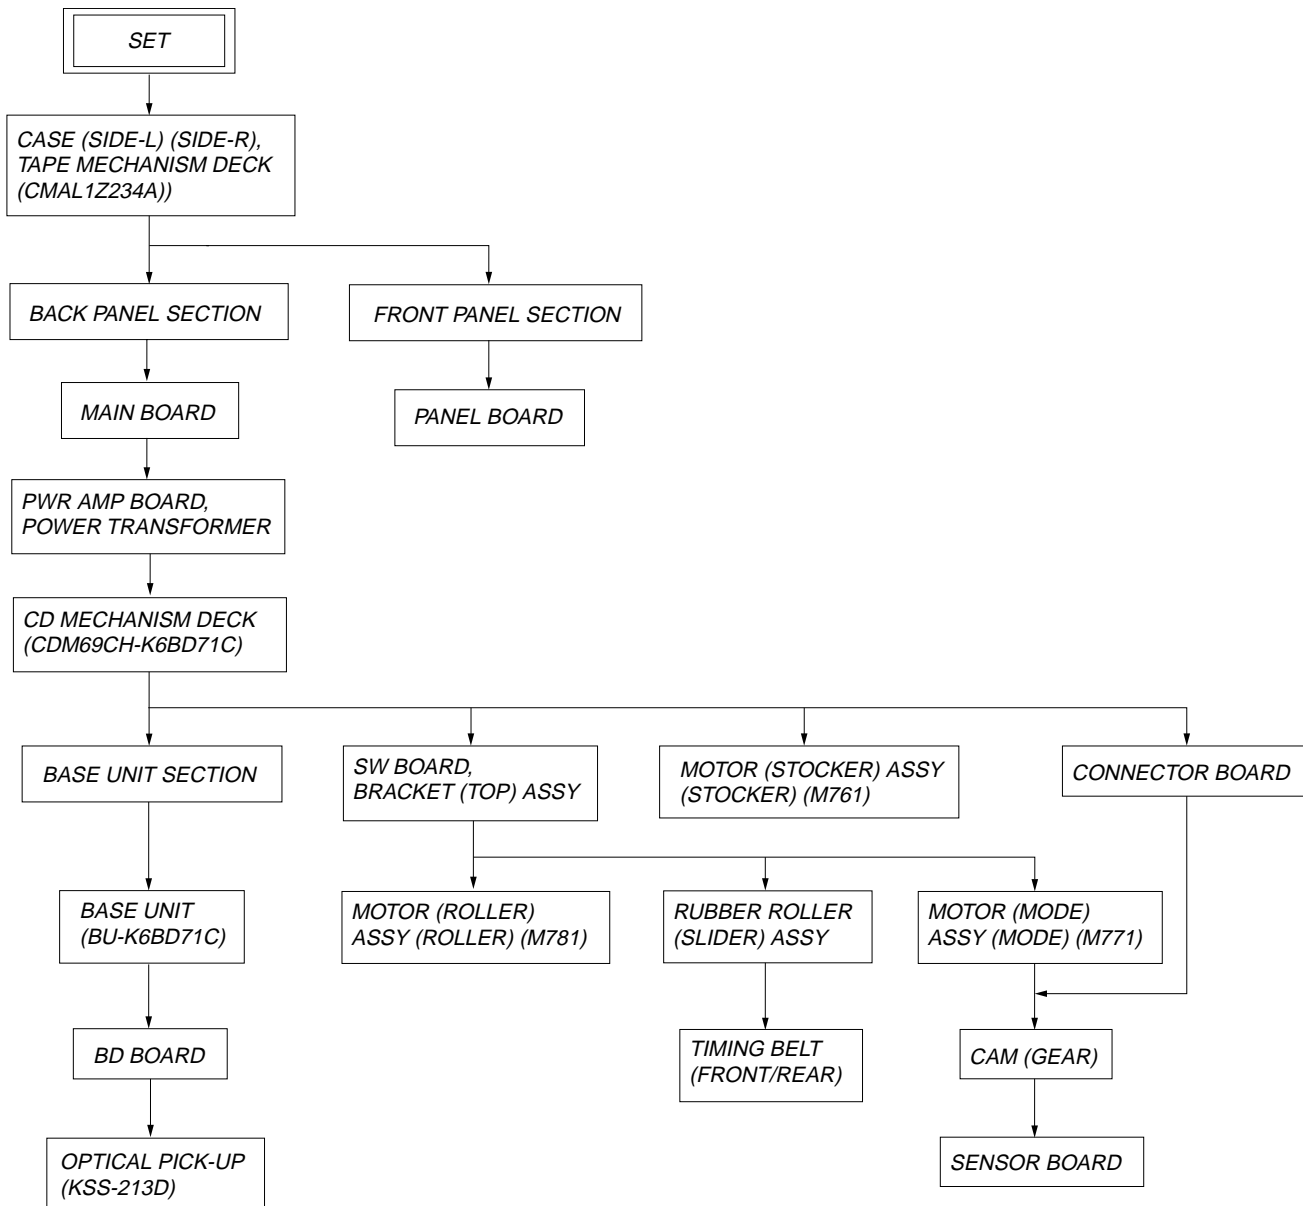 SET
CASE (SIDE-L) (SIDE-R),
TAPE MECHANISM DECK
(CMAL1Z234A))
BACK PANEL SECTION
FRONT PANEL SECTION
MAIN BOARD
PANEL BOARD
PWR AMP BOARD,
POWER TRANSFORMER
CD MECHANISM DECK
(CDM69CH-K6BD71C)
BASE UNIT SECTION
SW BOARD,
BRACKET (TOP) ASSY
MOTOR (STOCKER) ASSY
(STOCKER) (M761)
CONNECTOR BOARD
BASE UNIT
(BU-K6BD71C)
MOTOR (ROLLER)
ASSY (ROLLER) (M781)
RUBBER ROLLER
(SLIDER) ASSY
MOTOR (MODE)
ASSY (MODE) (M771)
BD BOARD
TIMING BELT
(FRONT/REAR)
CAM (GEAR)
OPTICAL PICK-UP
(KSS-213D)
SENSOR BOARD